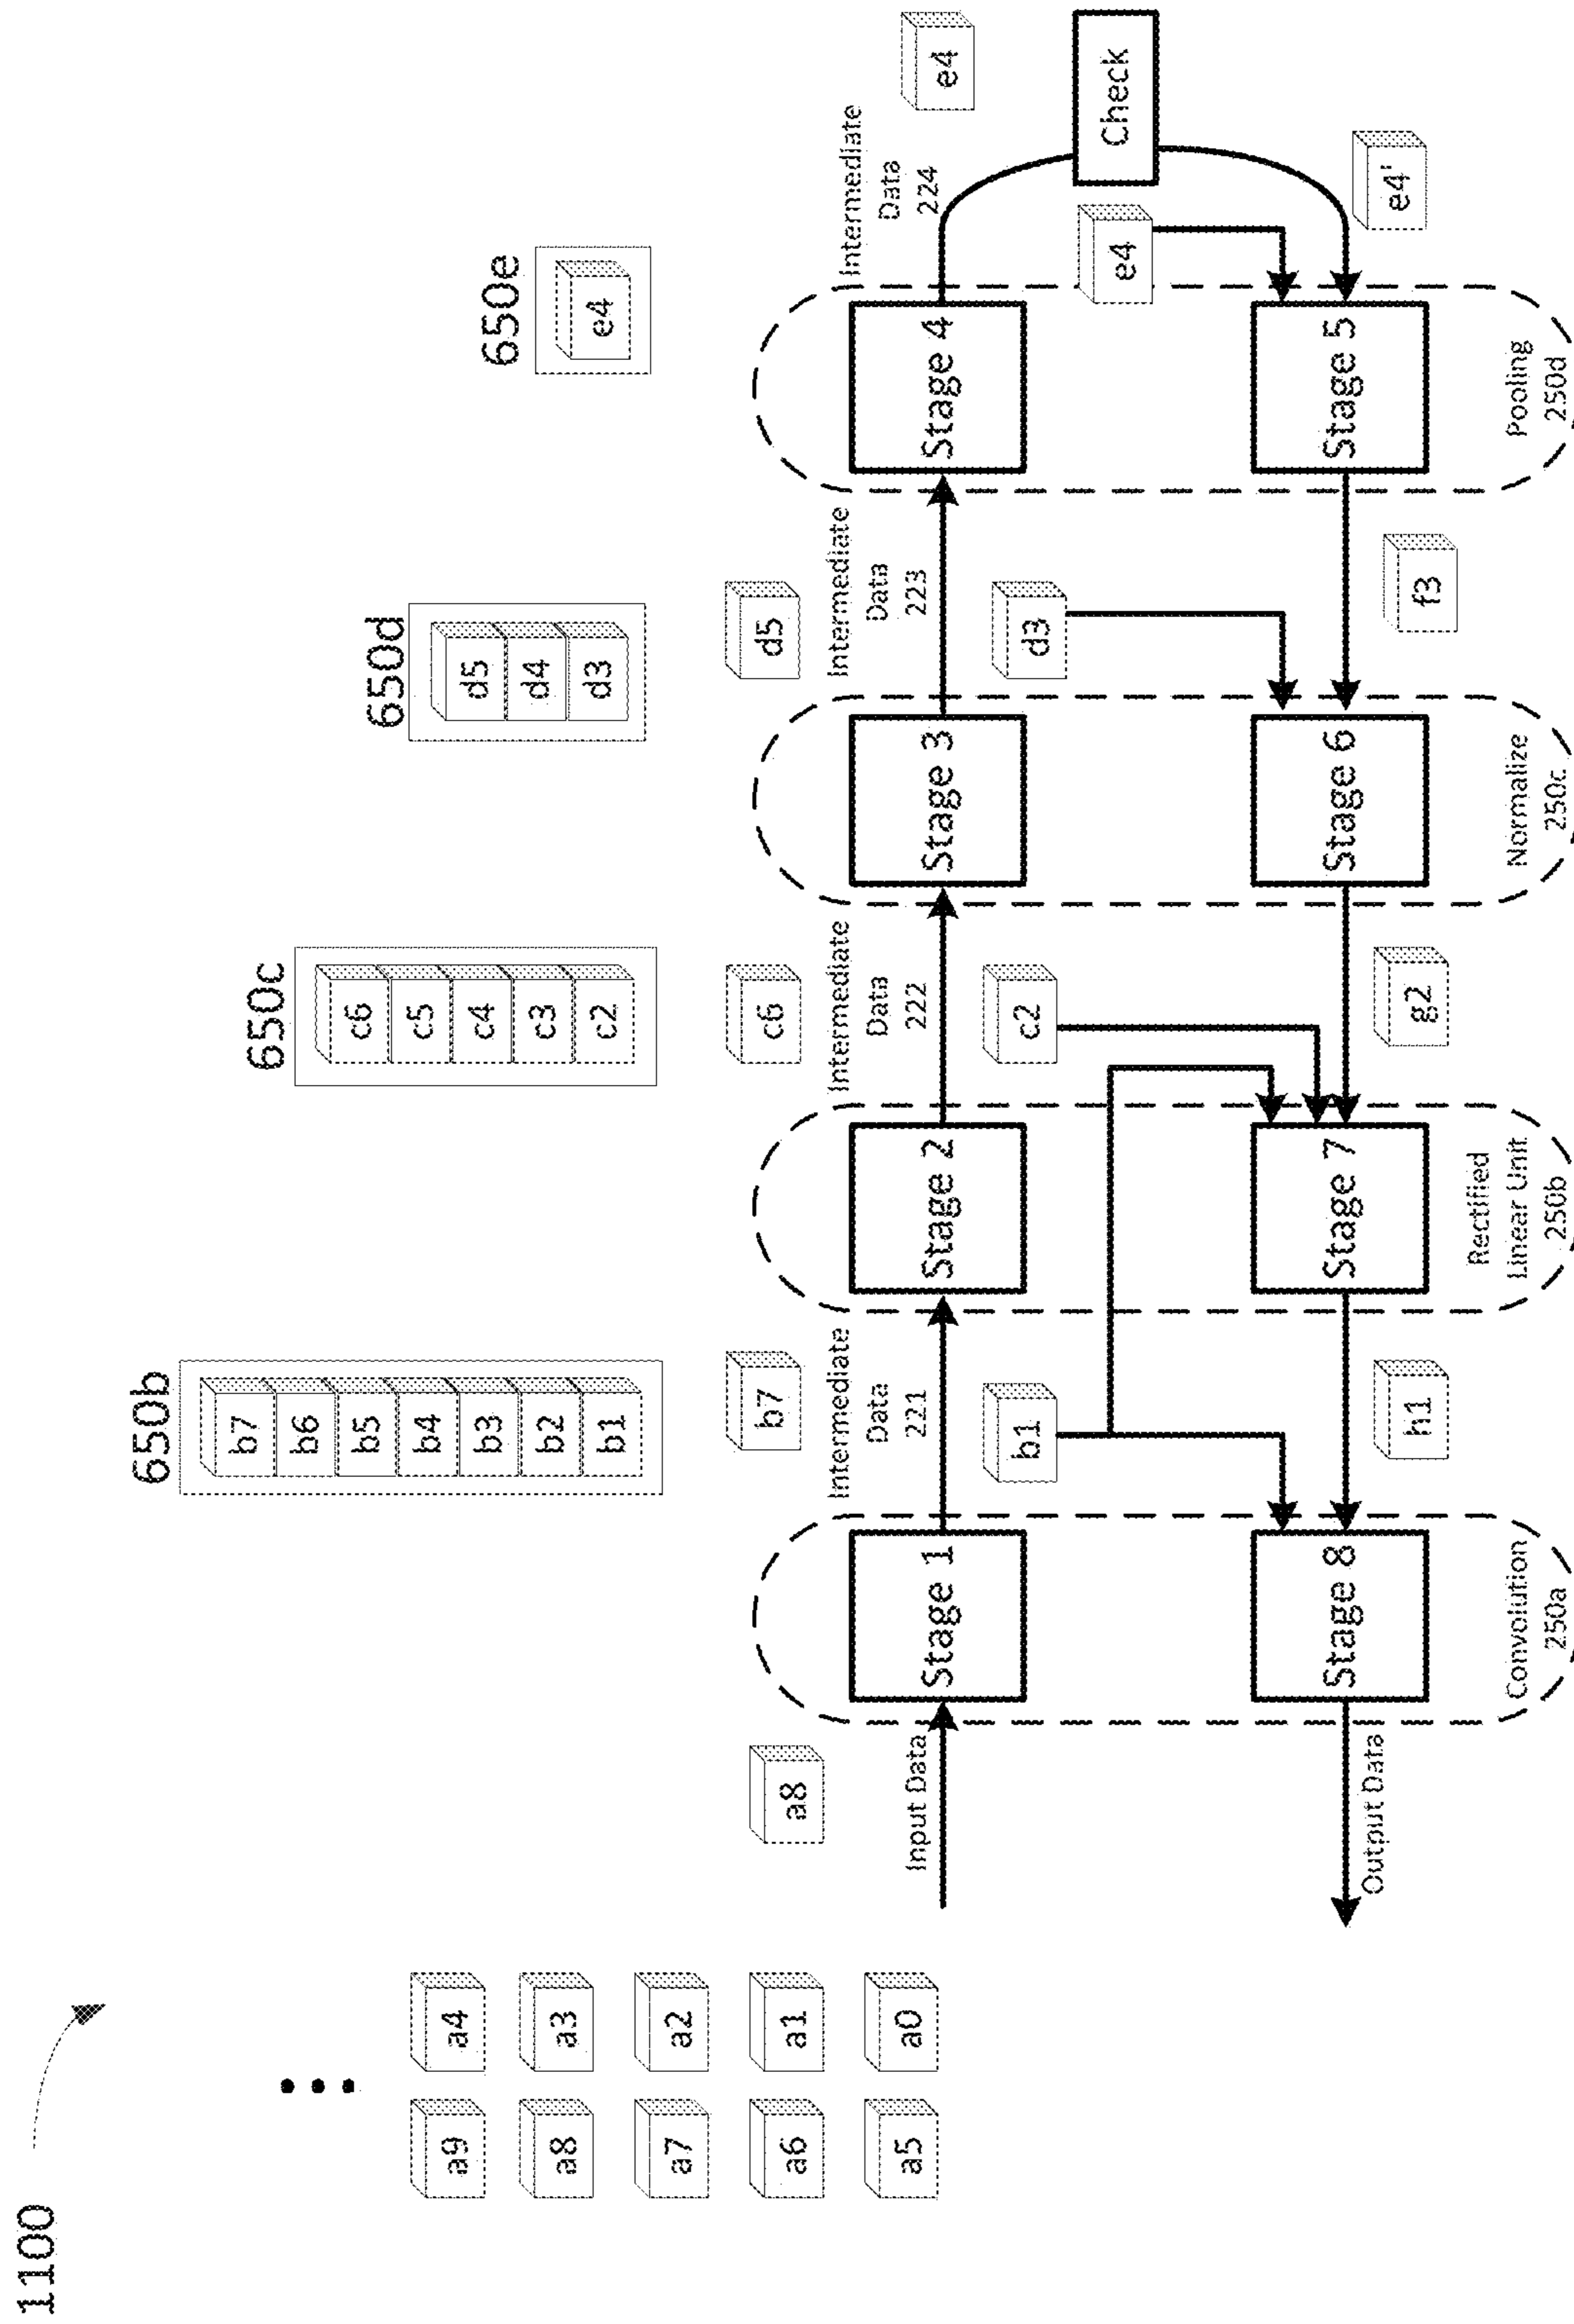 1100
a9
a4
a8
a3
a7
a2
a6
a1
a5
a0
650b
b7
b6
b5
b4
b3
b2
b1
650c
c6
c5
c4
c3
c2
650d
d5
d4
d3
650e
e4
a8
Input Data
Stage 1
b7
Intermediate
Data
221
Stage 2
c6
Intermediate
Data
222
Stage 3
d5
Intermediate
Data
223
Stage 4
Intermediate
Data
224
e4
Check
b1
c2
d3
e4
e4'
Output Data
Stage 8
h1
Stage 7
g2
Stage 6
f3
Stage 5
Convolution
250a
Rectified
Linear Unit
250b
Normalize
250c
Pooling
250d